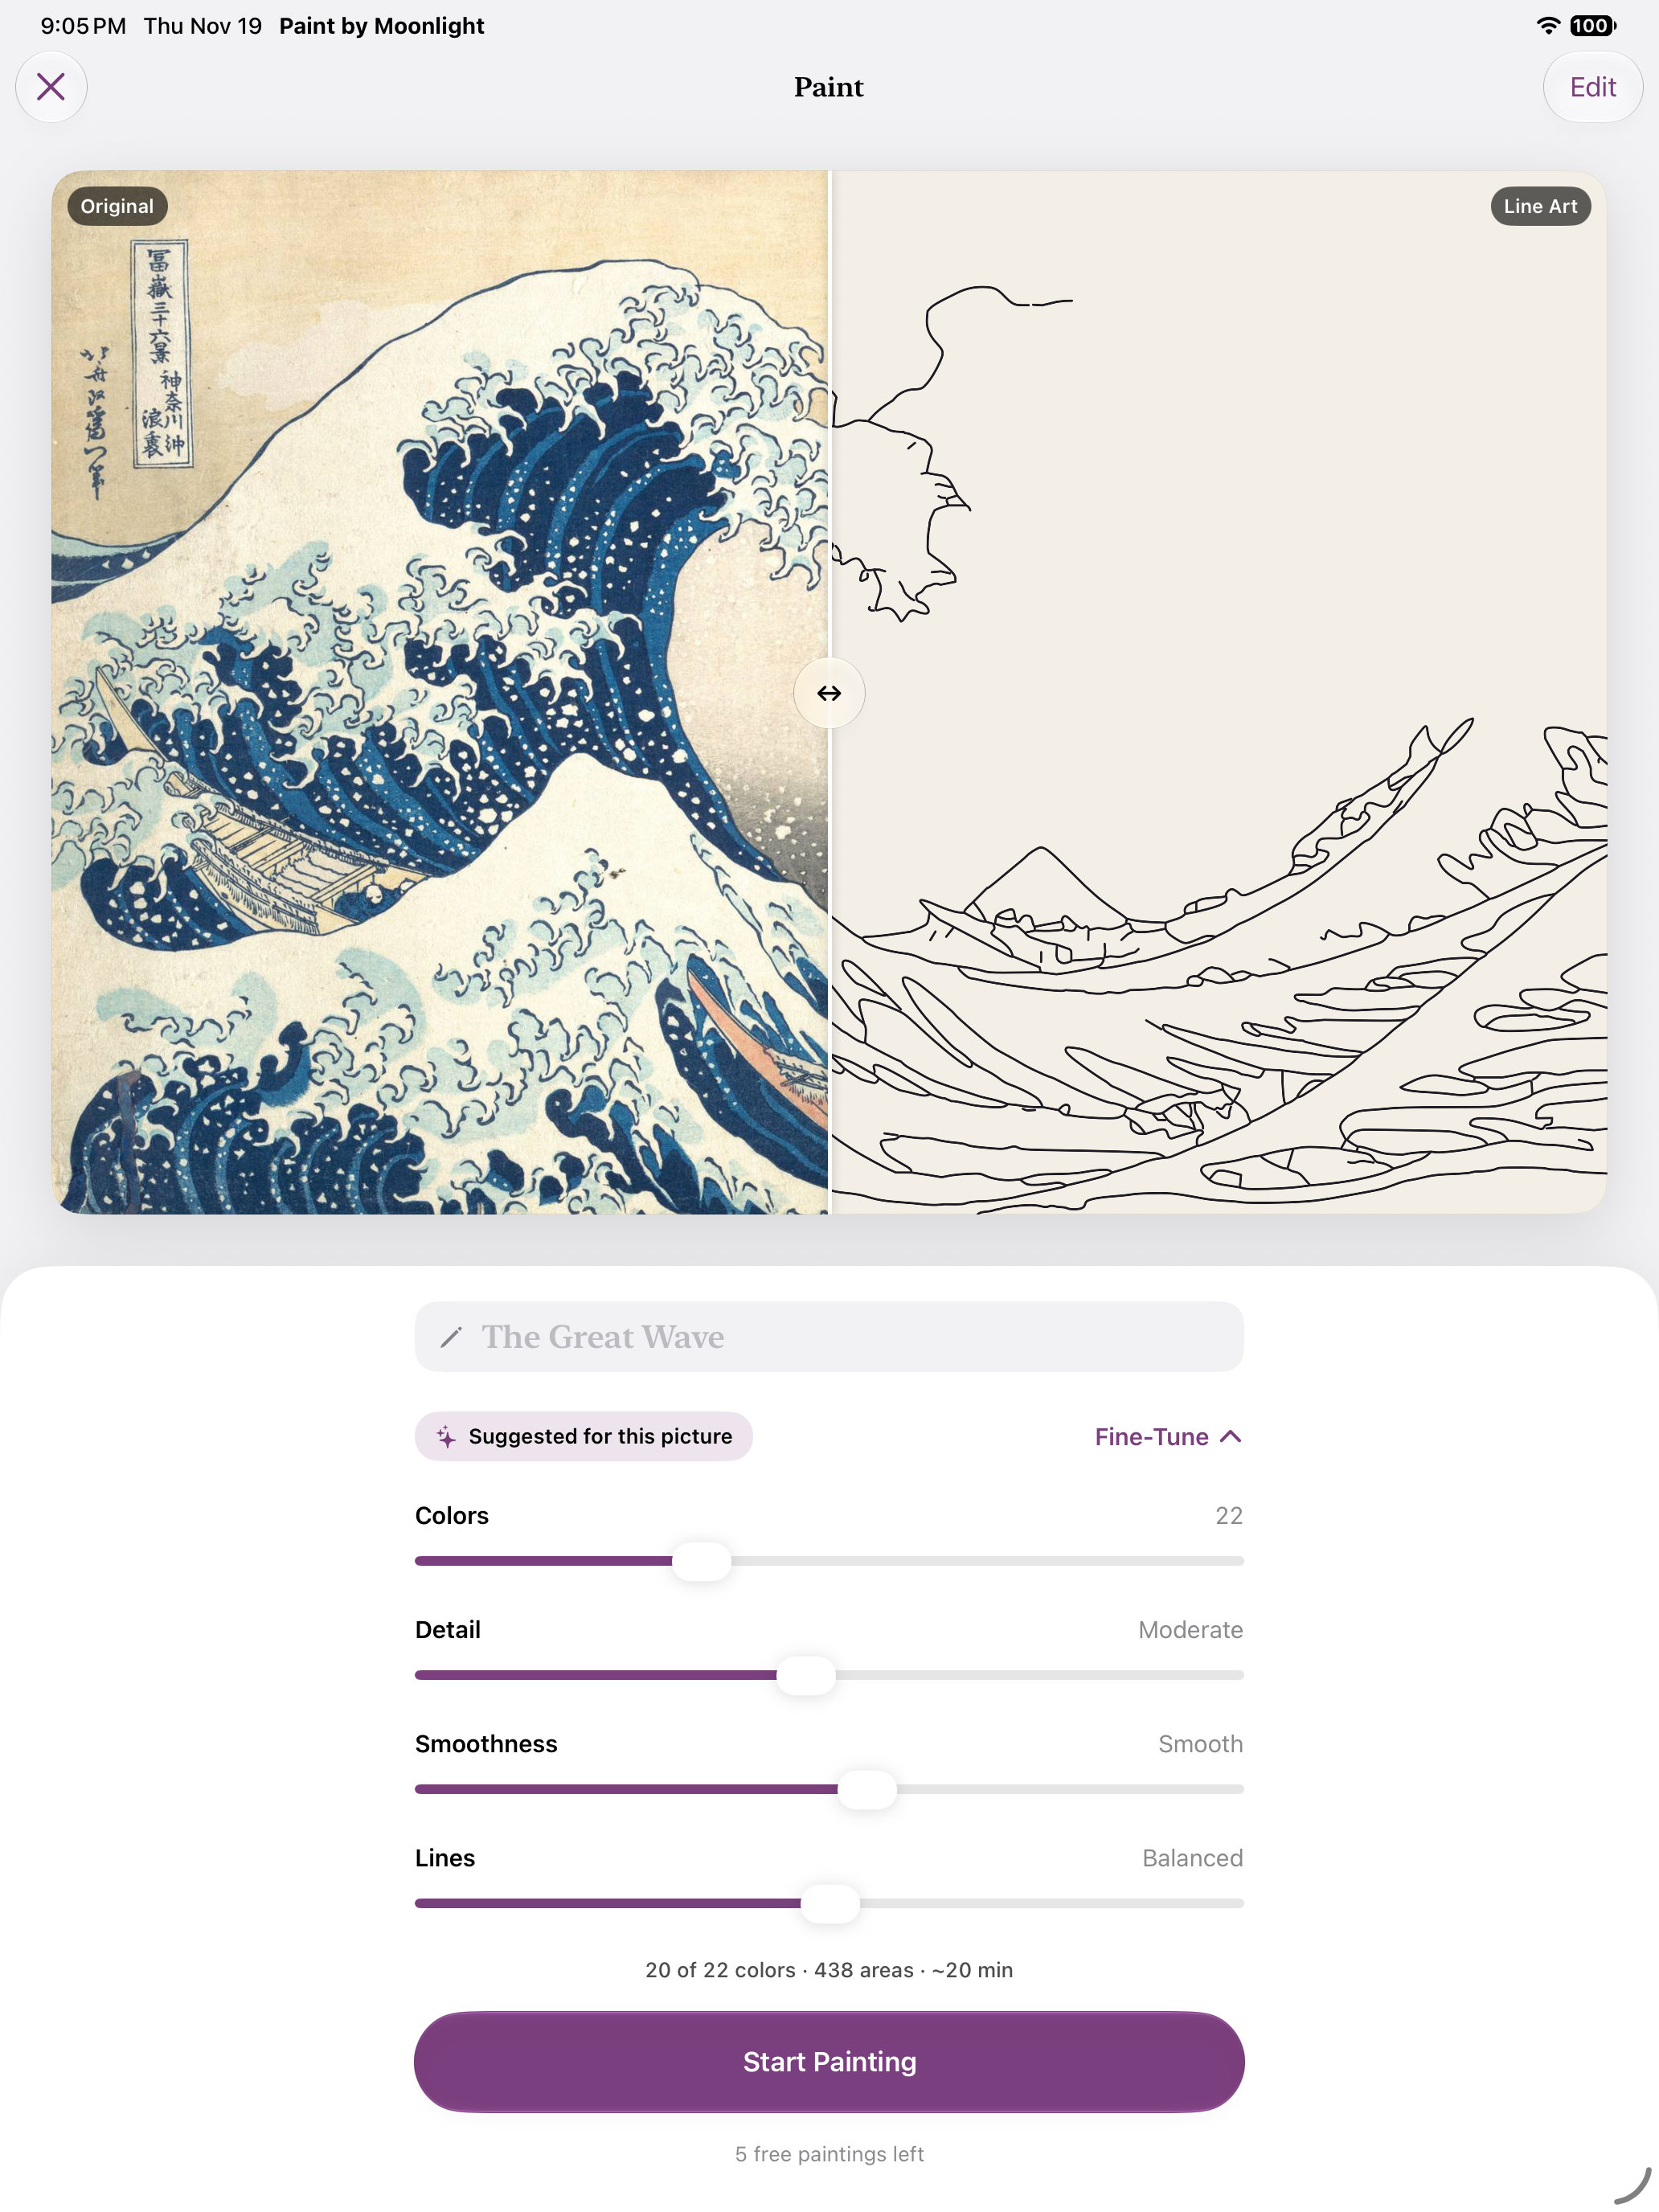 9:05 PM Thu Nov 19 Paint by Moonlight
100
Paint
Edit
Original
Line Art
冨嶽三十六景
神奈川沖
浪裏
The Great Wave
Suggested for this picture
Fine-Tune
Colors
22
Detail
Moderate
Smoothness
Smooth
Lines
Balanced
20 of 22 colors · 438 areas · ~20 min
Start Painting
5 free paintings left